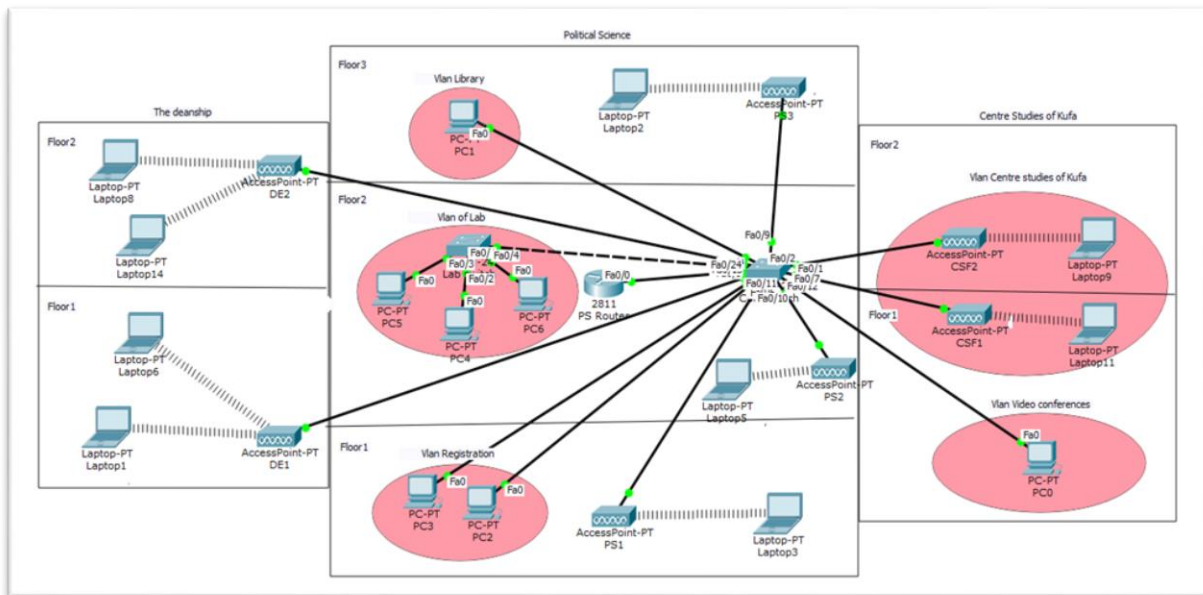 Political Science
The deanship
Floor2
Laptop-PT
Laptop8
AccessPoint-PT
DE2
Laptop-PT
Laptop14
Floor1
Laptop-PT
Laptop6
Laptop-PT
Laptop1
AccessPoint-PT
DE1
Floor3
Vlan Library
Fa0
PC-PT
PC1
Laptop-PT
Laptop2
AccessPoint-PT
PS3
Floor2
Vlan of Lab
Fa0/
Fa0/4
Fa0/3
Fa0/2
Fa0
Fa0
Fa0
PC-PT
PC5
PC-PT
PC4
PC-PT
PC6
Fa0/0
2811
PS Router
Fa0/9
Fa0/24
Fa0/2
Fa0/1
Fa0/7
Fa0/11
Fa0/12
Fa0/10
Laptop-PT
Laptop5
AccessPoint-PT
PS2
Floor1
Vlan Registration
Fa0
Fa0
PC-PT
PC3
PC-PT
PC2
AccessPoint-PT
PS1
Laptop-PT
Laptop3
Centre Studies of Kufa
Floor2
Vlan Centre studies of Kufa
AccessPoint-PT
CSF2
Laptop-PT
Laptop9
Floor1
AccessPoint-PT
CSF1
Laptop-PT
Laptop11
Vlan Video conferences
Fa0
PC-PT
PC0